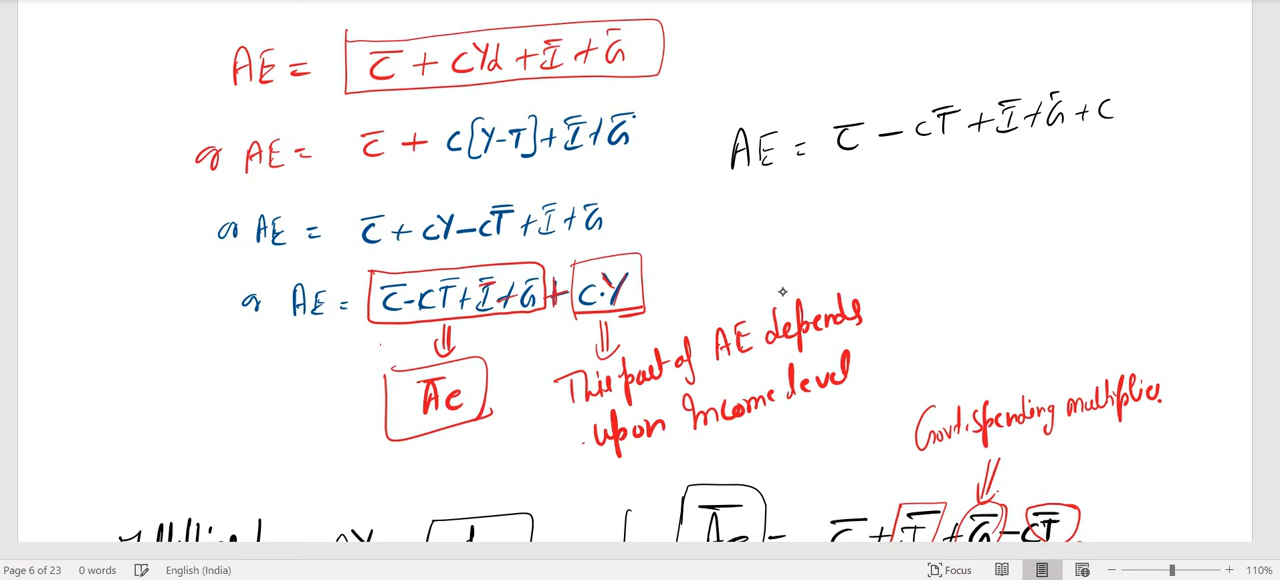 AE = C̄ + cYd + Ī + Ḡ
or AE = C̄ + c[Y-T] + Ī + Ḡ
AE = C̄ - cT̄ + Ī + Ḡ + c
or AE = C̄ + cY - cT̄ + Ī + Ḡ
or AE = C̄ - cT̄ + Ī + Ḡ + c.Y
⇓ ⇓
Āe
This part of AE depends
upon Income level
Govt. spending multiplier
⇓
C̄ + Ī + Ḡ - cT̄
Page 6 of 23 0 words English (India) Focus - + 110%